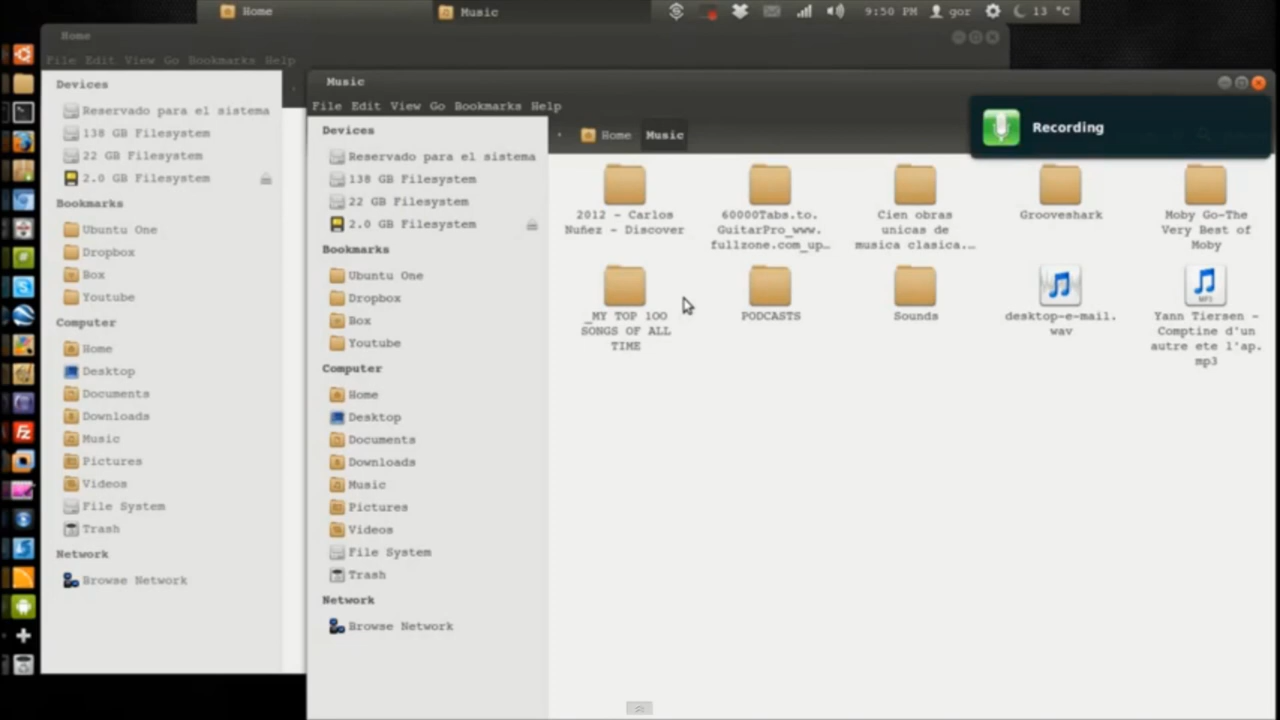 Home
Music
9:50 PM
gor
13 °C
Home
File Edit View Go Bookmarks Help
Devices
Reservado para el sistema
138 GB Filesystem
22 GB Filesystem
2.0 GB Filesystem
Bookmarks
Ubuntu One
Dropbox
Box
Youtube
Computer
Home
Desktop
Documents
Downloads
Music
Pictures
Videos
File System
Trash
Network
Browse Network
Music
File Edit View Go Bookmarks Help
Devices
Reservado para el sistema
138 GB Filesystem
22 GB Filesystem
2.0 GB Filesystem
Bookmarks
Ubuntu One
Dropbox
Box
Youtube
Computer
Home
Desktop
Documents
Downloads
Music
Pictures
Videos
File System
Trash
Network
Browse Network
Home
Music
Recording
2012 - Carlos
Nuñez - Discover
60000Tabs.to.
GuitarPro_www.
fullzone.com_up…
Cien obras
unicas de
musica clasica...
Grooveshark
Moby Go-The
Very Best of
Moby
_MY TOP 100
SONGS OF ALL
TIME
PODCASTS
Sounds
desktop-e-mail.
wav
Yann Tiersen -
Comptine d'un
autre ete l'ap.
mp3